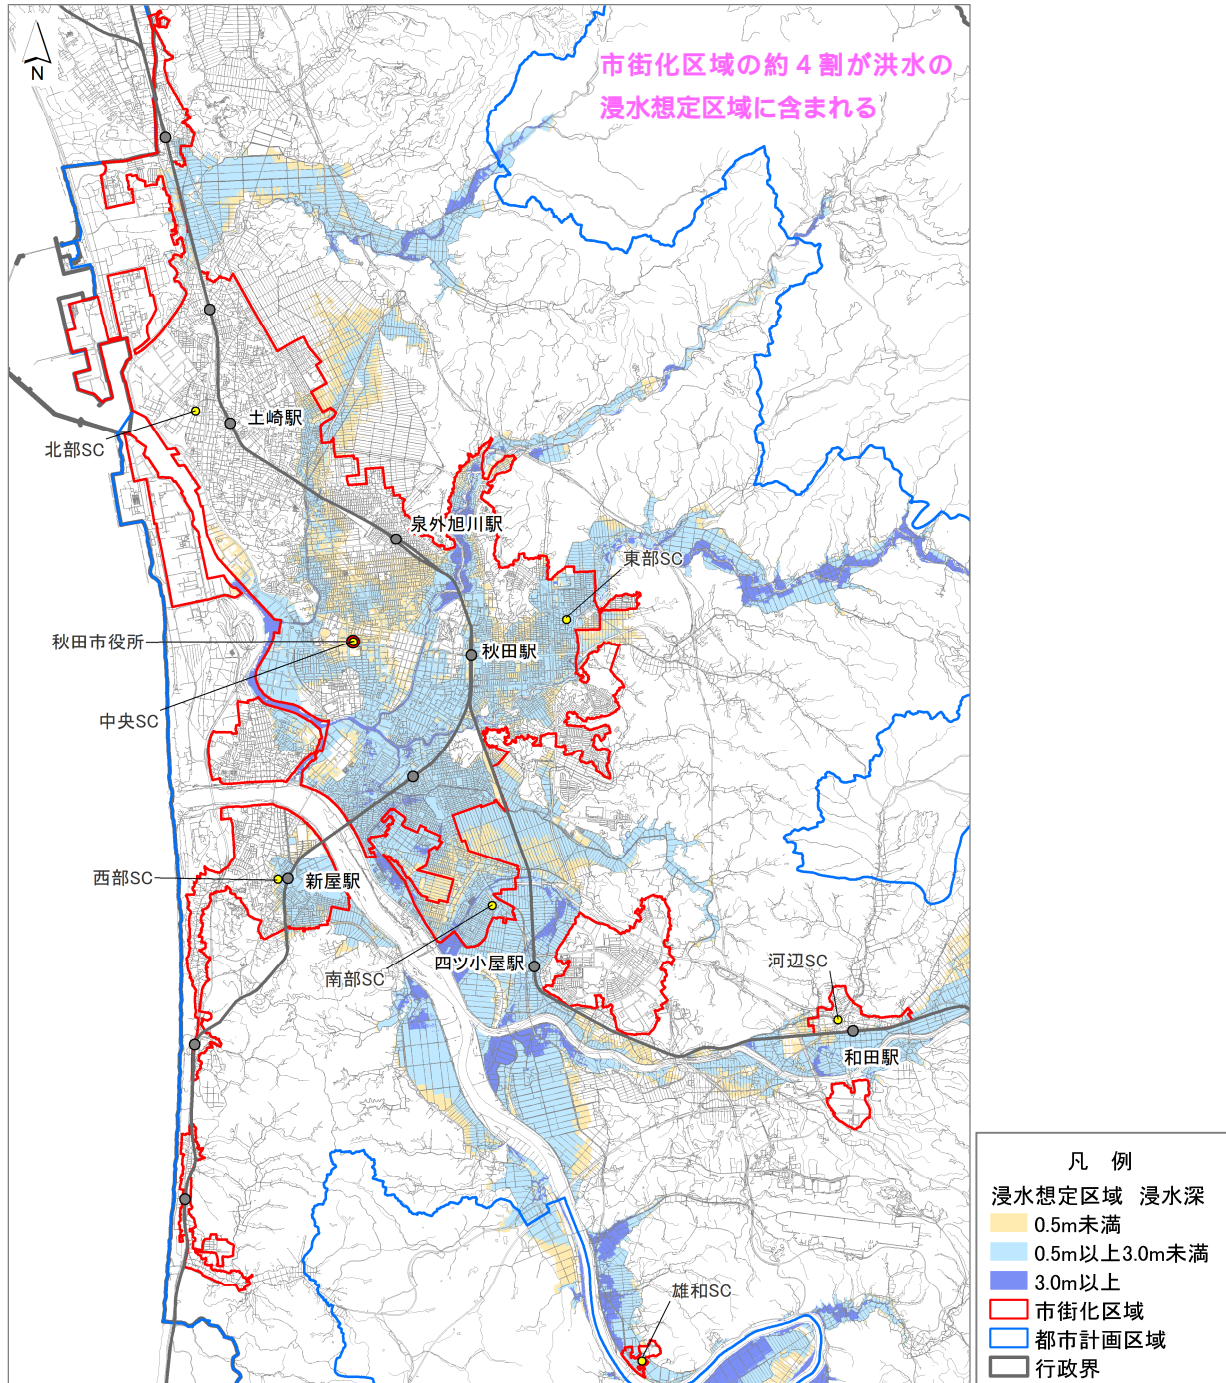 市街化区域の約４割が洪水の
浸水想定区域に含まれる
N
土崎駅
北部SC
泉外旭川駅
東部SC
秋田市役所
秋田駅
中央SC
西部SC
新屋駅
南部SC
四ツ小屋駅
河辺SC
和田駅
雄和SC
凡 例
浸水想定区域 浸水深
0.5m未満
0.5m以上3.0m未満
3.0m以上
市街化区域
都市計画区域
行政界